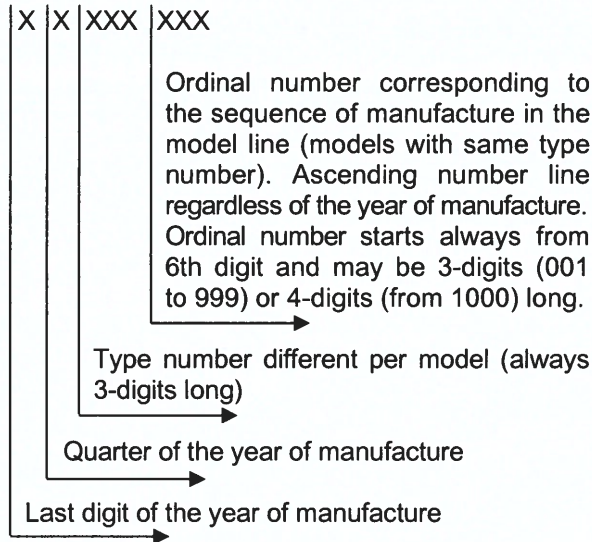 X X XXX XXX
Ordinal number corresponding to
the sequence of manufacture in the
model line (models with same type
number). Ascending number line
regardless of the year of manufacture.
Ordinal number starts always from
6th digit and may be 3-digits (001
to 999) or 4-digits (from 1000) long.
Type number different per model (always
3-digits long)
Quarter of the year of manufacture
Last digit of the year of manufacture